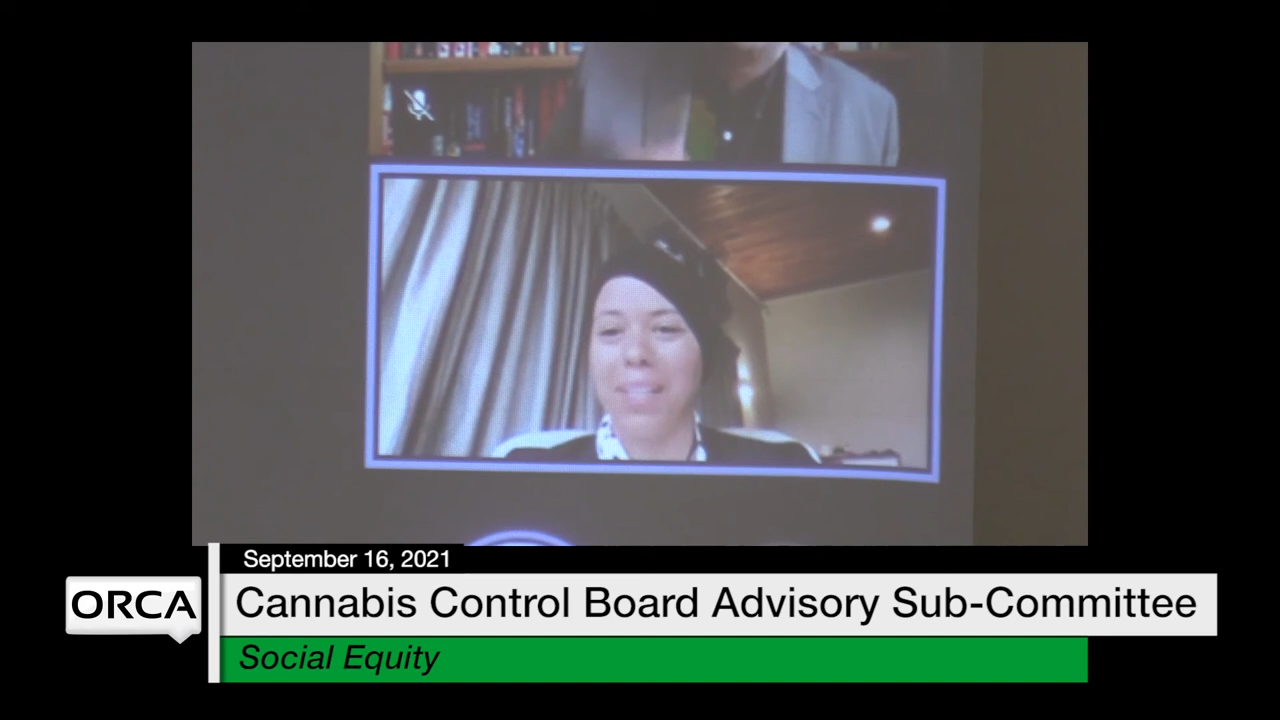 September 16, 2021
ORCA
Cannabis Control Board Advisory Sub-Committee
Social Equity